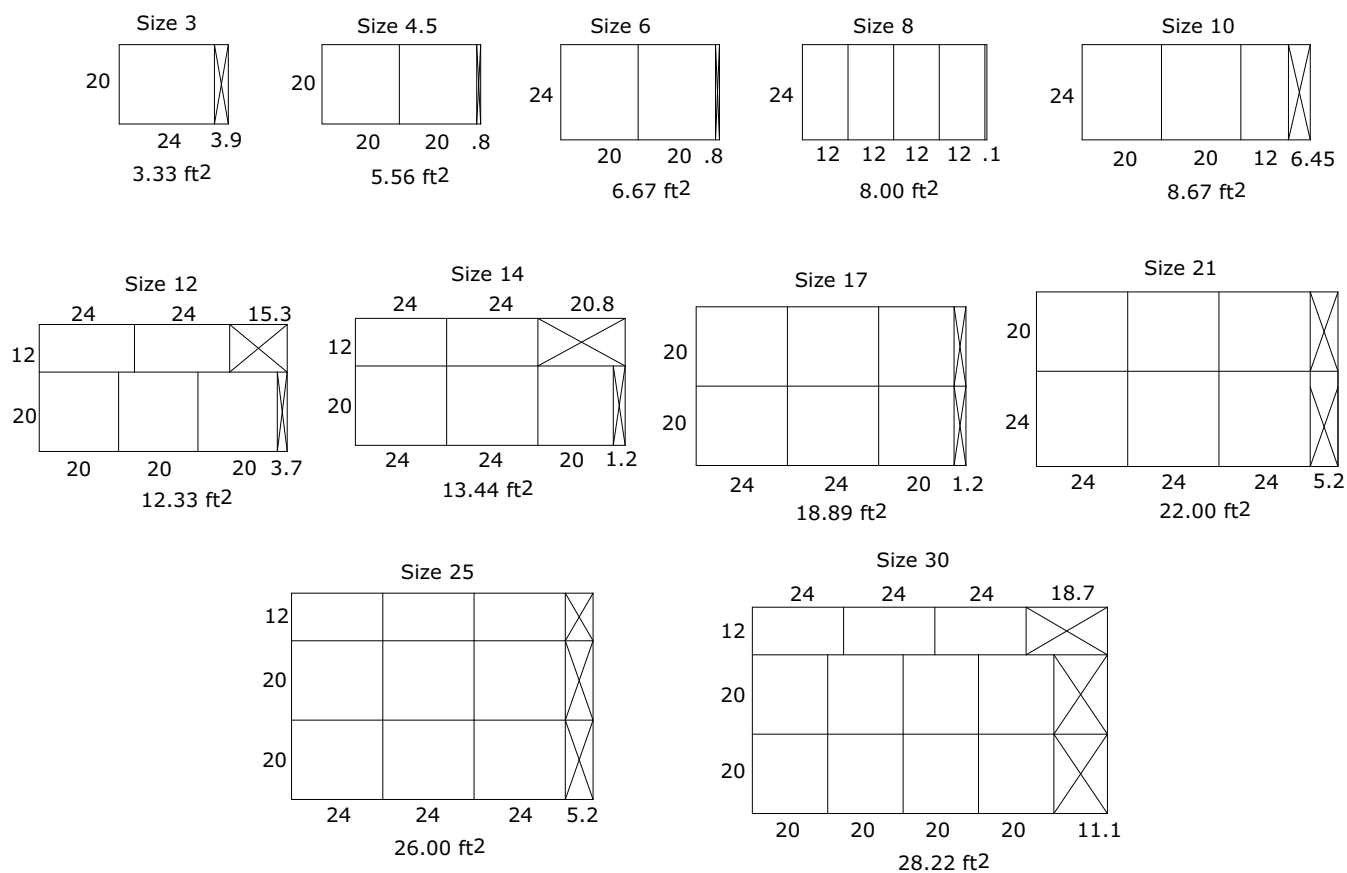 Size 3
20
24 3.9
3.33 ft2
Size 4.5
20
20 20 .8
5.56 ft2
Size 6
24
20 20 .8
6.67 ft2
Size 8
24
12 12 12 12 .1
8.00 ft2
Size 10
24
20 20 12 6.45
8.67 ft2
Size 12
24 24 15.3
12
20
20 20 20 3.7
12.33 ft2
Size 14
24 24 20.8
12
20
24 24 20 1.2
13.44 ft2
Size 17
20
20
24 24 20 1.2
18.89 ft2
Size 21
20
24
24 24 24 5.2
22.00 ft2
Size 25
12
20
20
24 24 24 5.2
26.00 ft2
Size 30
24 24 24 18.7
12
20
20
20 20 20 20 11.1
28.22 ft2